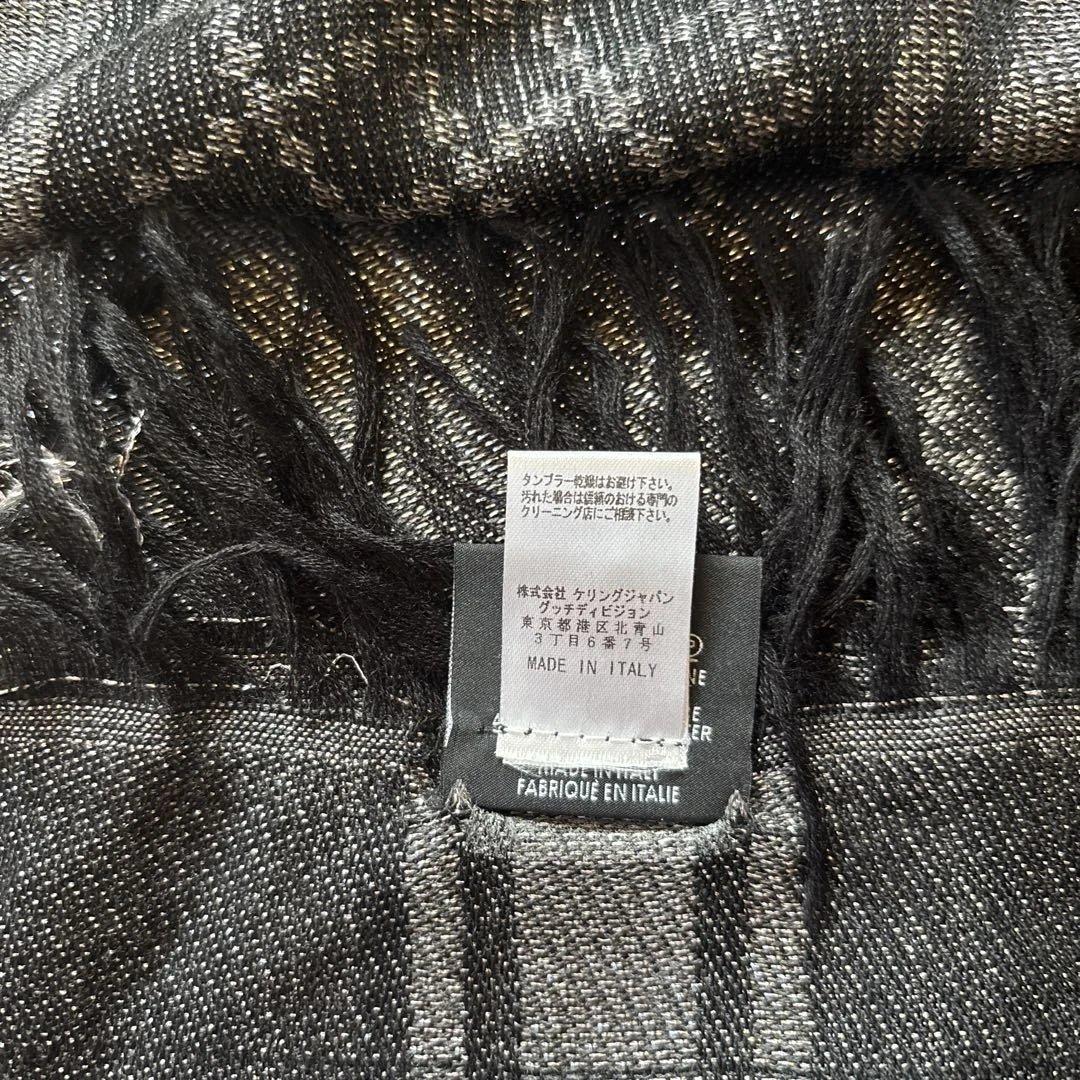 タンブラー乾燥はお避け下さい。
汚れた場合は信頼のおける専門の
クリーニング店にご相談下さい。
株式会社 ケリングジャパン
グッチディビジョン
東京都港区北青山
3丁目6番7号
MADE IN ITALY
MADE IN ITALY
FABRIQUE EN ITALIE